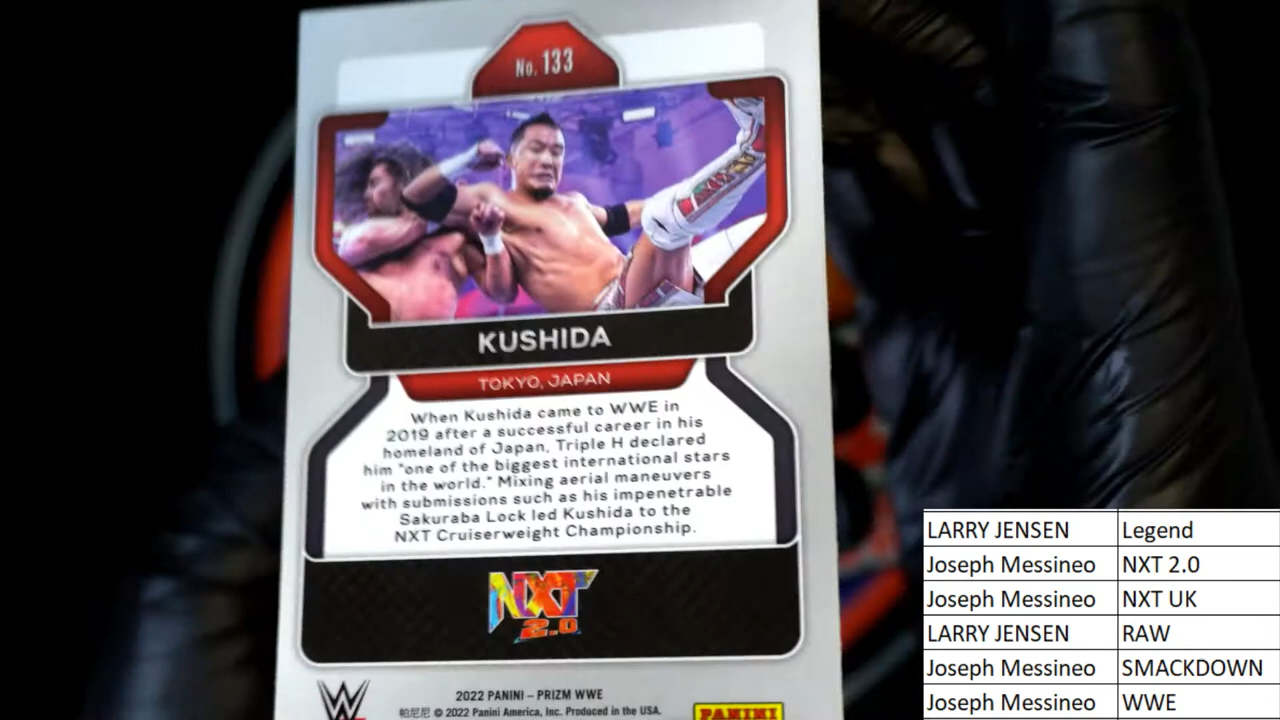 No. 133
KUSHIDA
TOKYO, JAPAN
When Kushida came to WWE in
2019 after a successful career in his
homeland of Japan, Triple H declared
him "one of the biggest international stars
in the world." Mixing aerial maneuvers
with submissions such as his impenetrable
Sakuraba Lock led Kushida to the
NXT Cruiserweight Championship.
NXT
2.0
W
2022 PANINI – PRIZM WWE
帕尼尼 © 2022 Panini America, Inc. Produced in the USA.
PANINI
LARRY JENSEN Legend
Joseph Messineo NXT 2.0
Joseph Messineo NXT UK
LARRY JENSEN RAW
Joseph Messineo SMACKDOWN
Joseph Messineo WWE